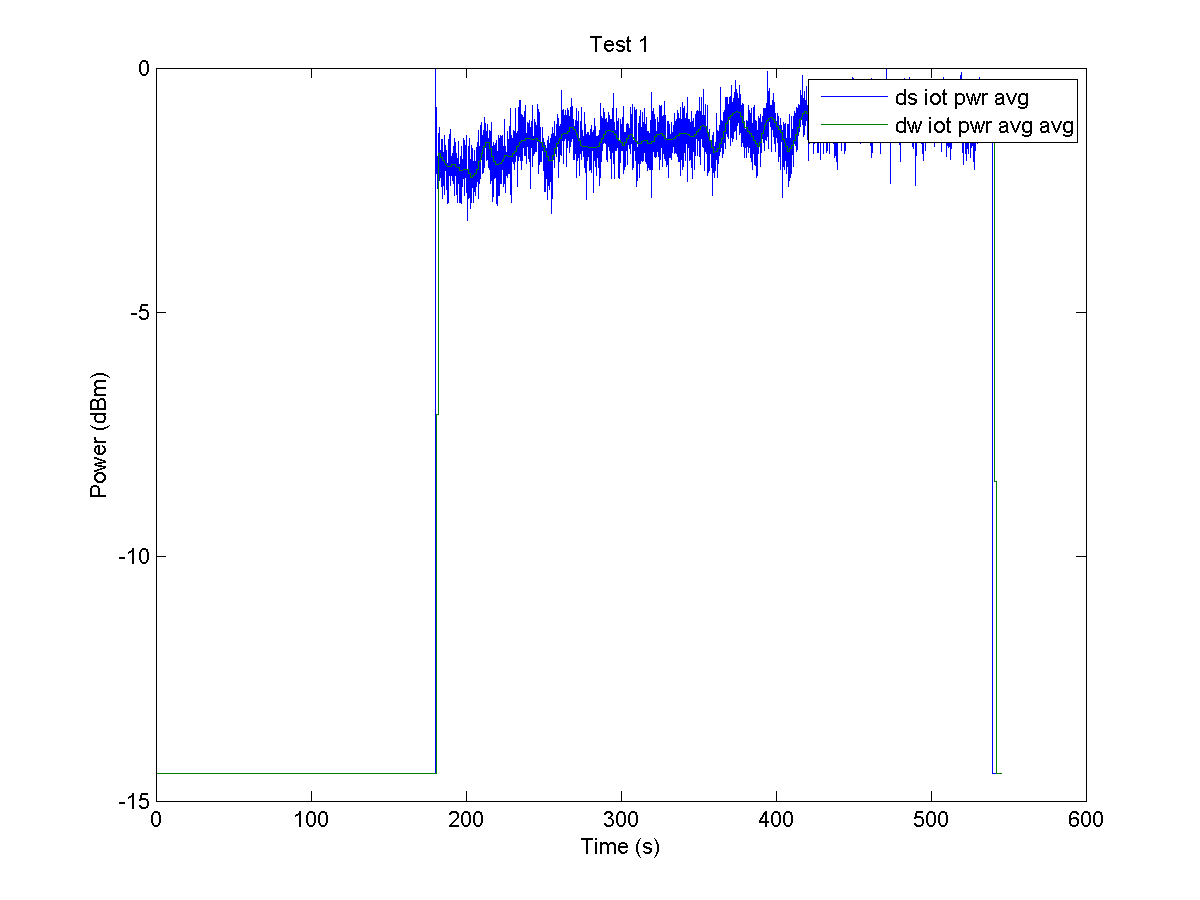 Test 1
0
-5
-10
-15
Power (dBm)
ds iot pwr avg
dw iot pwr avg avg
0 100 200 300 400 500 600
Time (s)